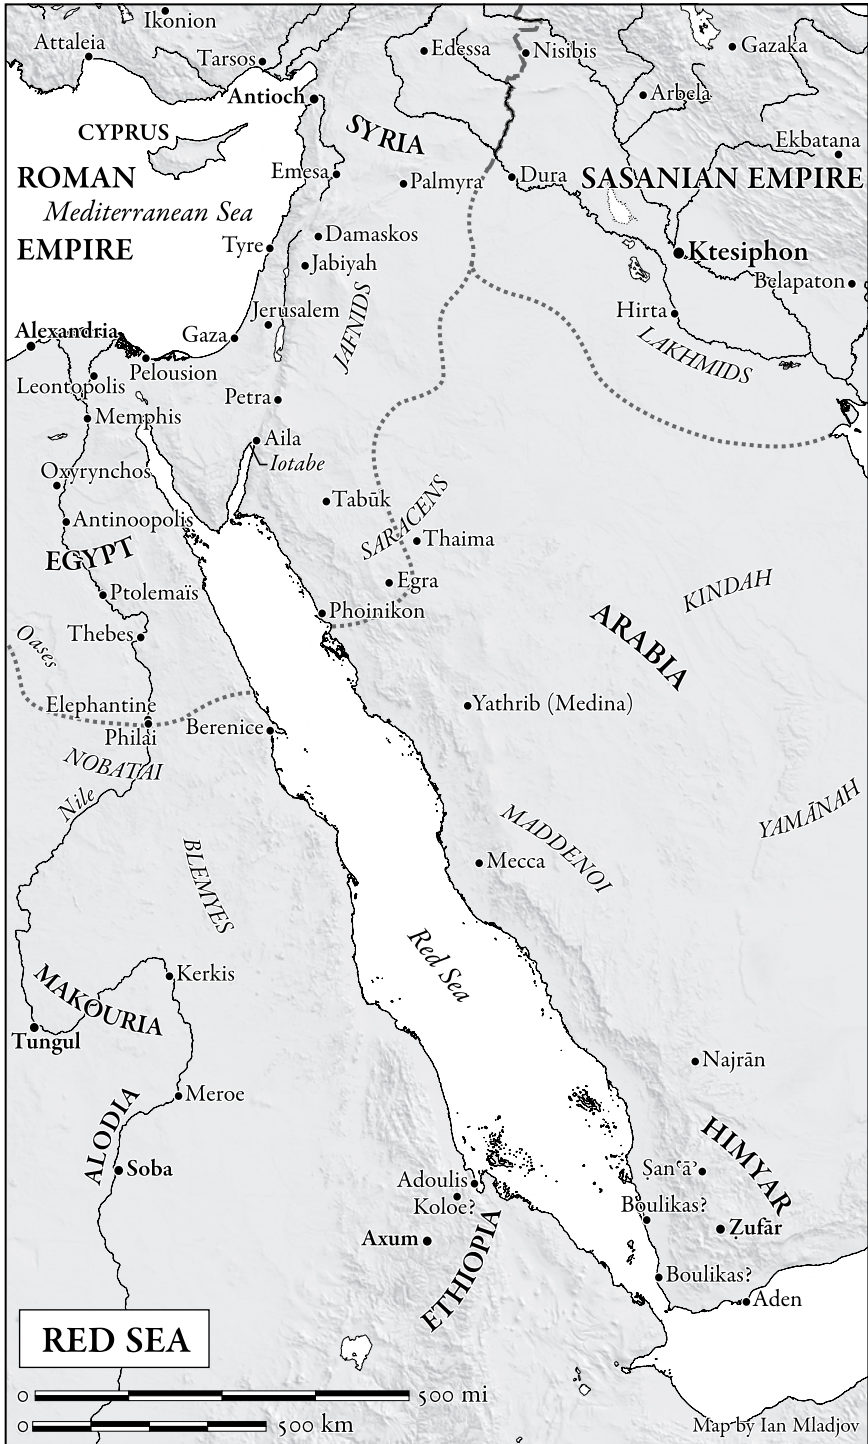 Ikonion
Attaleia
Tarsos
Edessa
Nisibis
Gazaka
Antioch
Arbela
CYPRUS
SYRIA
Ekbatana
Emesa
Palmyra
Dura
ROMAN
SASANIAN EMPIRE
Mediterranean Sea
EMPIRE
Tyre
Damaskos
Jabiyah
Ktesiphon
Belapaton
JAFNIDS
Jerusalem
Hirta
Alexandria
Gaza
LAKHMIDS
Pelousion
Leontopolis
Petra
Memphis
Aila
Iotabe
Oxyrynchos
Tabūk
SARACENS
Antinoopolis
Thaima
EGYPT
Egra
KINDAH
Ptolemaïs
Phoinikon
ARABIA
Thebes
Oases
Elephantine
Yathrib (Medina)
Philai
Berenice
NOBATAI
Nile
YAMĀNAH
MADDENOI
BLEMYES
Mecca
Red Sea
Kerkis
MAKOURIA
Tungul
Najrān
Meroe
ALODIA
HIMYAR
Soba
Ṣanʿāʾ
Adoulis
Koloe?
Boulikas?
Axum
Ẓufār
ETHIOPIA
Boulikas?
Aden
RED SEA
0 500 mi
0 500 km
Map by Ian Mladjov